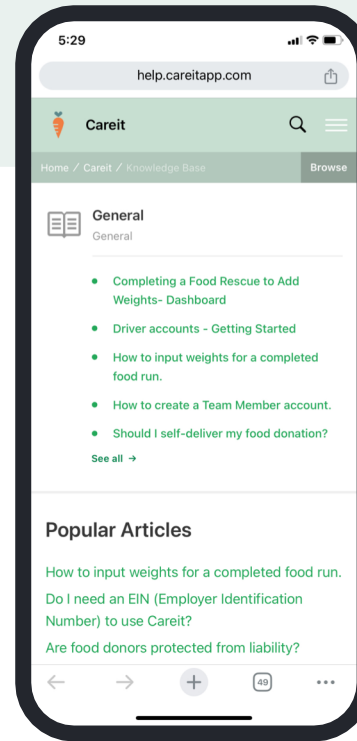 5:29
help.careitapp.com
Careit
Home / Careit / Knowledge Base
Browse
General
General
Completing a Food Rescue to Add
Weights- Dashboard
Driver accounts - Getting Started
How to input weights for a completed
food run.
How to create a Team Member account.
Should I self-deliver my food donation?
See all →
Popular Articles
How to input weights for a completed food run.
Do I need an EIN (Employer Identification
Number) to use Careit?
Are food donors protected from liability?
49